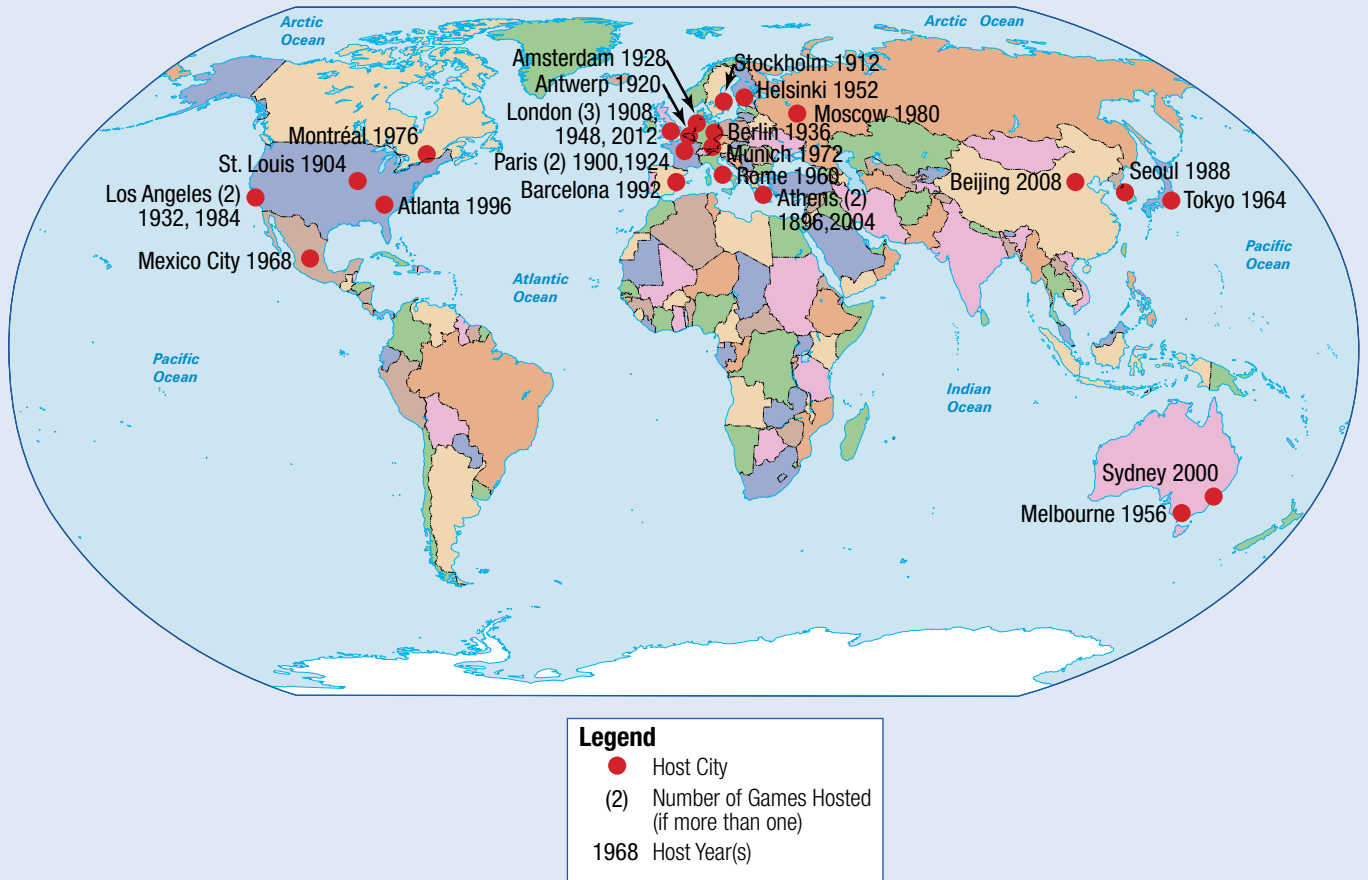 Arctic
Ocean
Arctic Ocean
Amsterdam 1928
Stockholm 1912
Antwerp 1920
Helsinki 1952
London (3) 1908,
1948, 2012
Moscow 1980
Montréal 1976
Berlin 1936
St. Louis 1904
Paris (2) 1900,1924
Munich 1972
Los Angeles (2)
1932, 1984
Barcelona 1992
Rome 1960
Beijing 2008
Seoul 1988
Atlanta 1996
Athens (2)
1896,2004
Tokyo 1964
Mexico City 1968
Atlantic
Ocean
Pacific
Ocean
Pacific
Ocean
Indian
Ocean
Sydney 2000
Melbourne 1956
Legend
Host City
(2) Number of Games Hosted
(if more than one)
1968 Host Year(s)